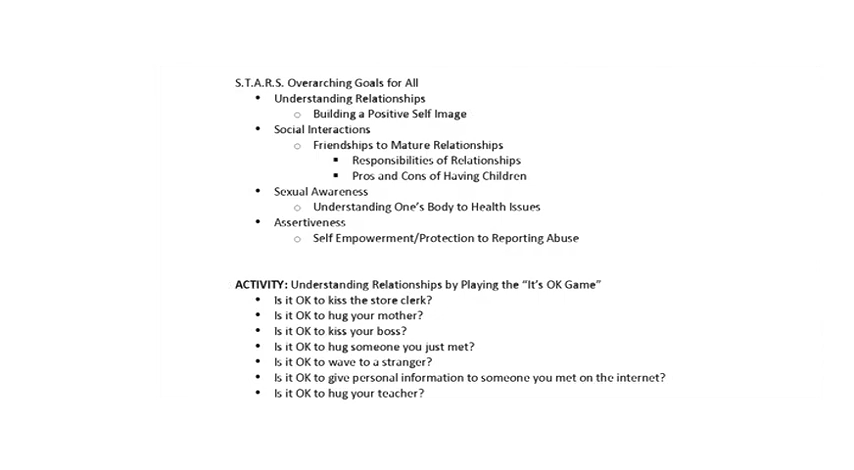 S.T.A.R.S. Overarching Goals for All
• Understanding Relationships
○ Building a Positive Self Image
• Social Interactions
○ Friendships to Mature Relationships
▪ Responsibilities of Relationships
▪ Pros and Cons of Having Children
• Sexual Awareness
○ Understanding One's Body to Health Issues
• Assertiveness
○ Self Empowerment/Protection to Reporting Abuse
ACTIVITY: Understanding Relationships by Playing the "It's OK Game"
• Is it OK to kiss the store clerk?
• Is it OK to hug your mother?
• Is it OK to kiss your boss?
• Is it OK to hug someone you just met?
• Is it OK to wave to a stranger?
• Is it OK to give personal information to someone you met on the internet?
• Is it OK to hug your teacher?